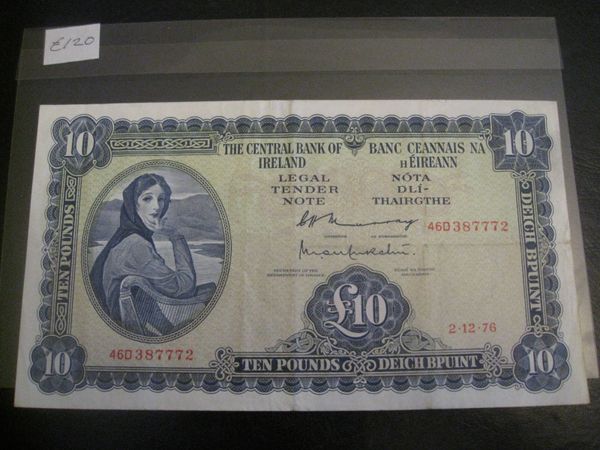 £120
10
10
THE CENTRAL BANK OF IRELAND
BANC CEANNAIS NA hÉIREANN
LEGAL TENDER NOTE
NÓTA DLÍ-THAIRGTHE
TEN POUNDS
DEICH BPUINT
46D387772
£10
2·12·76
46D387772
10
TEN POUNDS
DEICH BPUINT
10